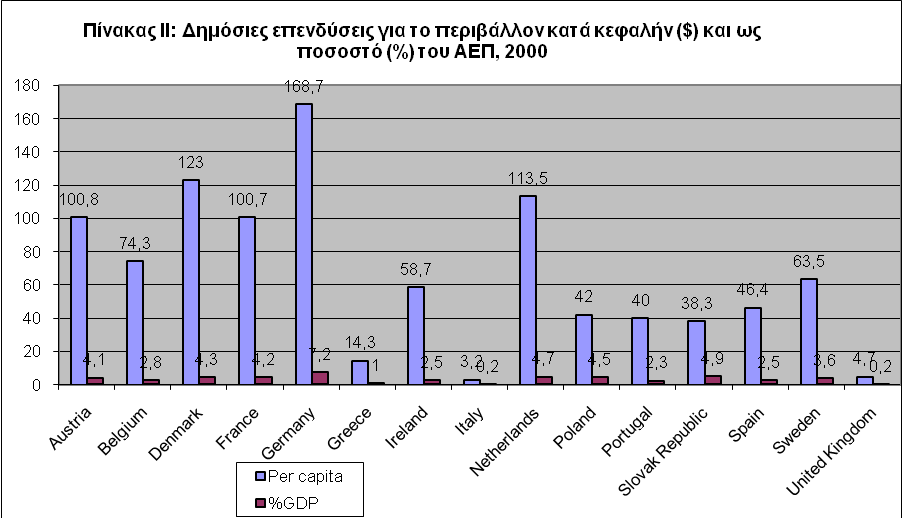 Πίνακας ΙΙ: Δημόσιες επενδύσεις για το περιβάλλον κατά κεφαλήν ($) και ως
ποσοστό (%) του ΑΕΠ, 2000
180
160
140
120
100
80
60
40
20
0
100,8
4,1
74,3
2,8
123
4,3
100,7
4,2
168,7
7,2
14,3
1
58,7
2,5
3,2
0,2
113,5
4,7
42
4,5
40
2,3
38,3
4,9
46,4
2,5
63,5
3,6
4,7
0,2
Austria
Belgium
Denmark
France
Germany
Greece
Ireland
Italy
Netherlands
Poland
Portugal
Slovak Republic
Spain
Sweden
United Kingdom
Per capita
%GDP